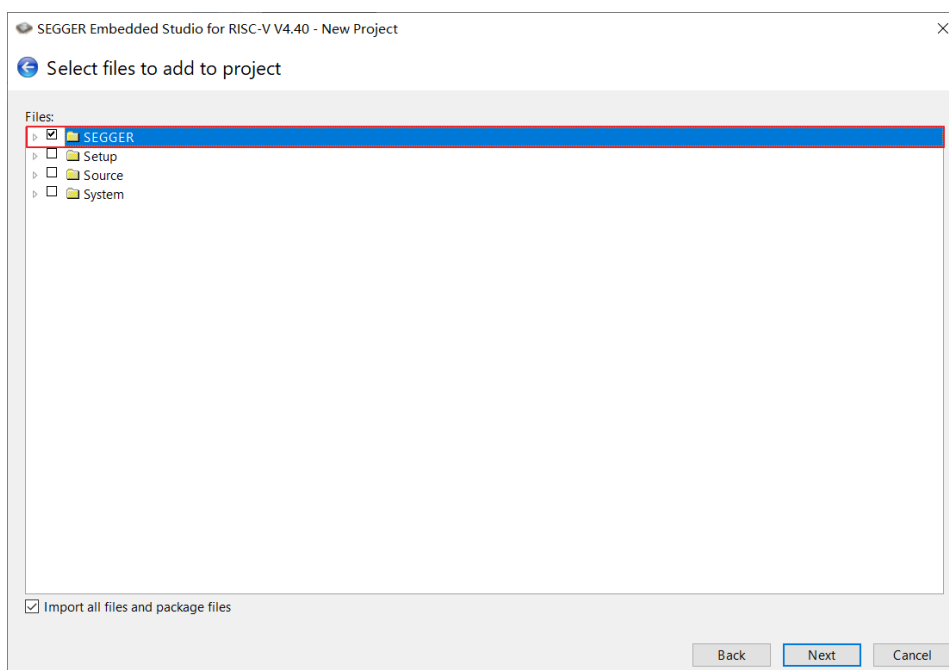 SEGGER Embedded Studio for RISC-V V4.40 - New Project
Select files to add to project
Files:
SEGGER
Setup
Source
System
Import all files and package files
Back Next Cancel